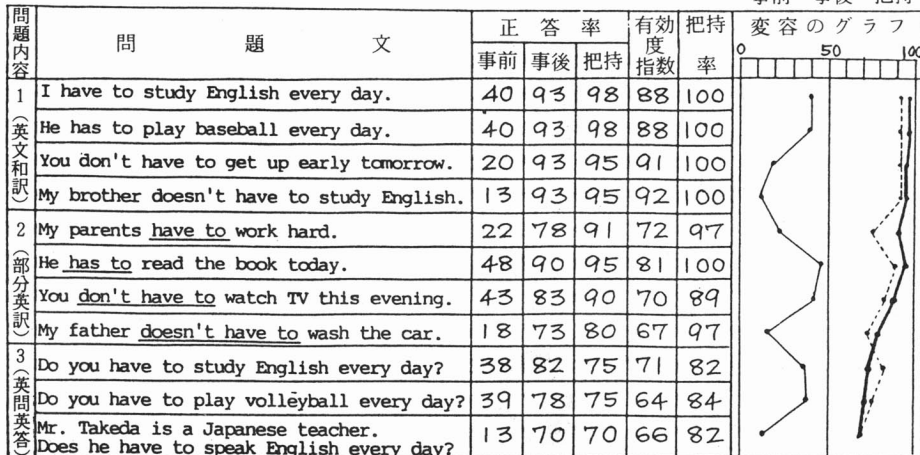 事前 事後 把持
問題内容 問題文 正答率 有効度指数 把持率 変容のグラフ
事前 事後 把持 0 50 100
1(英文和訳)
I have to study English every day. 40 93 98 88 100
He has to play baseball every day. 40 93 98 88 100
You don't have to get up early tomorrow. 20 93 95 91 100
My brother doesn't have to study English. 13 93 95 92 100
2(部分英訳)
My parents have to work hard. 22 78 91 72 97
He has to read the book today. 48 90 95 81 100
You don't have to watch TV this evening. 43 83 90 70 89
My father doesn't have to wash the car. 18 73 80 67 97
3(英問英答)
Do you have to study English every day? 38 82 75 71 82
Do you have to play volleyball every day? 39 78 75 64 84
Mr. Takeda is a Japanese teacher.
Does he have to speak English every day? 13 70 70 66 82